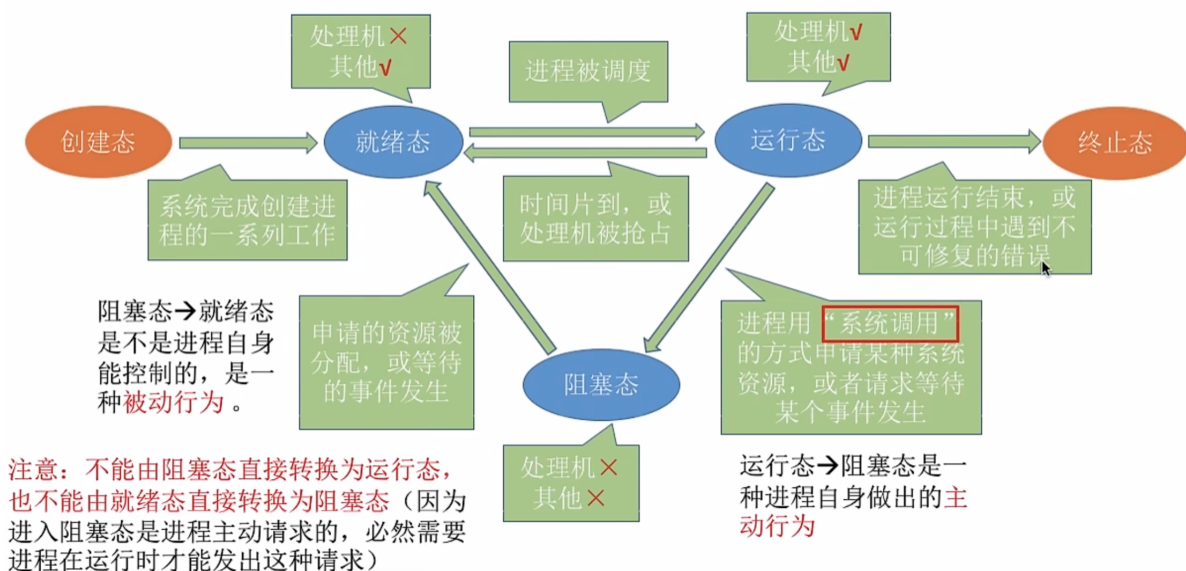 处理机×
其他√
进程被调度
处理机√
其他√
创建态
就绪态
运行态
终止态
系统完成创建进
程的一系列工作
时间片到，或
处理机被抢占
进程运行结束，或
运行过程中遇到不
可修复的错误
阻塞态→就绪态
是不是进程自身
能控制的，是一
种被动行为。
申请的资源被
分配，或等待
的事件发生
阻塞态
进程用“系统调用”
的方式申请某种系统
资源，或者请求等待
某个事件发生
处理机×
其他×
运行态→阻塞态是一
种进程自身做出的主
动行为
注意：不能由阻塞态直接转换为运行态，
也不能由就绪态直接转换为阻塞态（因为
进入阻塞态是进程主动请求的，必然需要
进程在运行时才能发出这种请求）